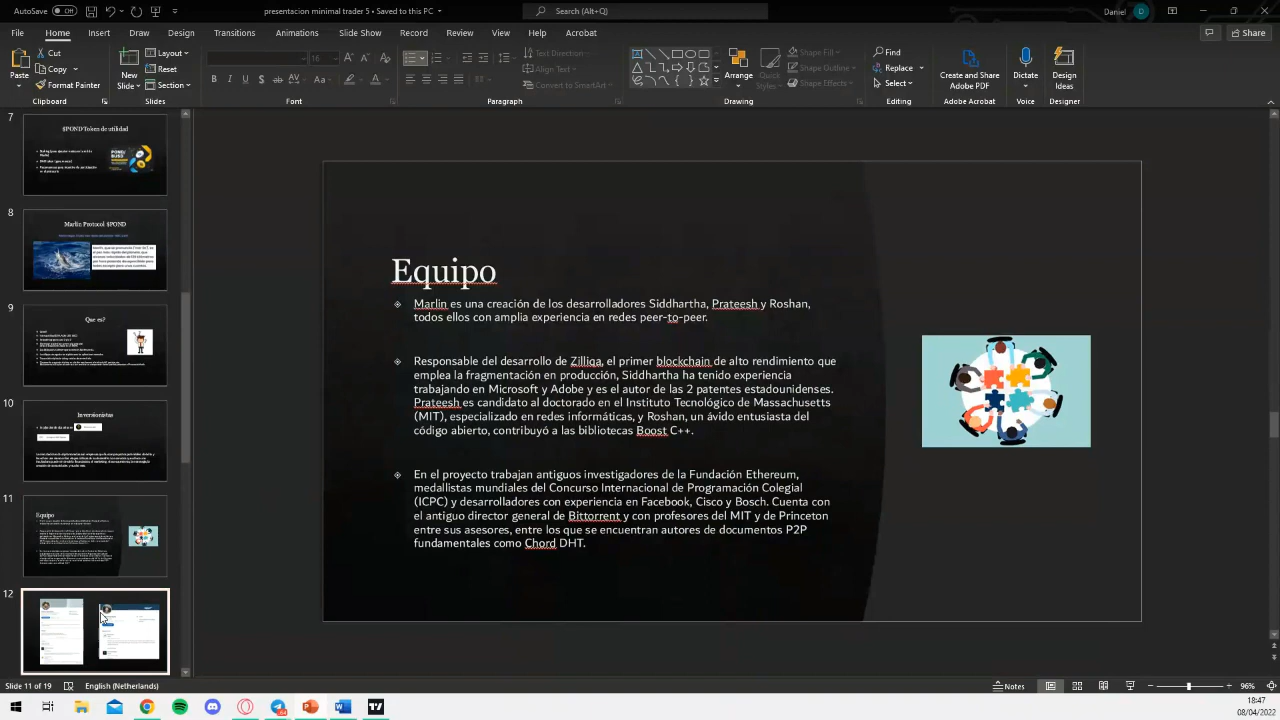 AutoSave Off
presentacion minimal trader 5 • Saved to this PC
Search (Alt+Q)
Daniel D
File Home Insert Draw Design Transitions Animations Slide Show Record Review View Help Acrobat Share
Paste
Cut
Copy
Format Painter
Clipboard
New Slide
Layout
Reset
Section
Slides
16
Font
Text Direction
Align Text
Convert to SmartArt
Paragraph
Arrange
Quick Styles
Shape Fill
Shape Outline
Shape Effects
Drawing
Find
Replace
Select
Editing
Create and Share Adobe PDF
Adobe Acrobat
Dictate
Voice
Design Ideas
Designer
7
$POND Token de utilidad
8
Marlin Protocol $POND
9
Que es?
10
Inversionistas
11
Equipo
12
Equipo
Marlin es una creación de los desarrolladores Siddhartha, Prateesh y Roshan,
todos ellos con amplia experiencia en redes peer-to-peer.
Responsable del desarrollo de Zilliqa, el primer blockchain de alto rendimiento que
emplea la fragmentación en producción, Siddhartha ha tenido experiencia
trabajando en Microsoft y Adobe y es el autor de las 2 patentes estadounidenses.
Prateesh es candidato al doctorado en el Instituto Tecnológico de Massachusetts
(MIT), especializado en redes informáticas, y Roshan, un ávido entusiasta del
código abierto, contribuyó a las bibliotecas Boost C++.
En el proyecto trabajan antiguos investigadores de la Fundación Ethereum,
medallistas mundiales del Concurso Internacional de Programación Colegial
(ICPC) y desarrolladores con experiencia en Facebook, Cisco y Bosch. Cuenta con
el antiguo director general de Bittorrent y con profesores del MIT y de Princeton
entre sus asesores, entre los que se encuentran autores de documentos P2P
fundamentales como Chord DHT.
Slide 11 of 19
English (Netherlands)
Notes
96%
18:47
08/04/2022